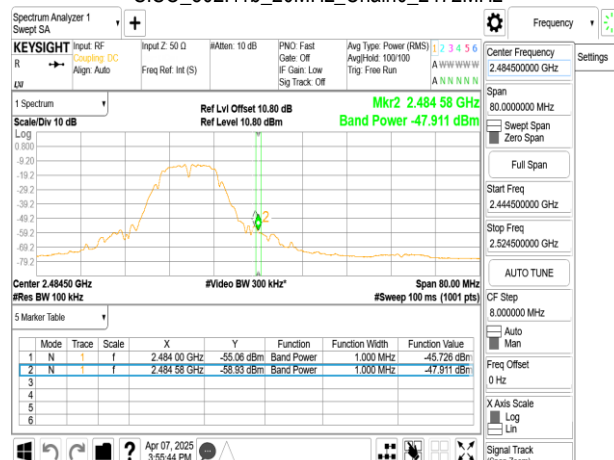 Spectrum Analyzer 1
Swept SA
Frequency
KEYSIGHT
R
Input: RF
Coupling: DC
Align: Auto
Input Z: 50 Ω
Freq Ref: Int (S)
#Atten: 10 dB
PNO: Fast
Gate: Off
IF Gain: Low
Sig Track: Off
Avg Type: Power (RMS)
Avg|Hold: 100/100
Trig: Free Run
1 2 3 4 5 6
A W W W W W
A N N N N N
Center Frequency
2.484500000 GHz
Settings
Span
80.0000000 MHz
Swept Span
Zero Span
Full Span
Start Freq
2.444500000 GHz
Stop Freq
2.524500000 GHz
AUTO TUNE
CF Step
8.000000 MHz
Auto
Man
Freq Offset
0 Hz
X Axis Scale
Log
Lin
Signal Track
1 Spectrum
Scale/Div 10 dB
Log
Ref Lvl Offset 10.80 dB
Ref Level 10.80 dBm
Mkr2 2.484 58 GHz
Band Power -47.911 dBm
0.800
-9.20
-19.2
-29.2
-39.2
-49.2
-59.2
-69.2
-79.2
2
Center 2.48450 GHz
#Res BW 100 kHz
#Video BW 300 kHz*
Span 80.00 MHz
#Sweep 100 ms (1001 pts)
5 Marker Table
Mode Trace Scale X Y Function Function Width Function Value
1 N 1 f 2.484 00 GHz -55.06 dBm Band Power 1.000 MHz -45.726 dBm
2 N 1 f 2.484 58 GHz -58.93 dBm Band Power 1.000 MHz -47.911 dBm
3
4
5
6
?
Apr 07, 2025
3:55:44 PM